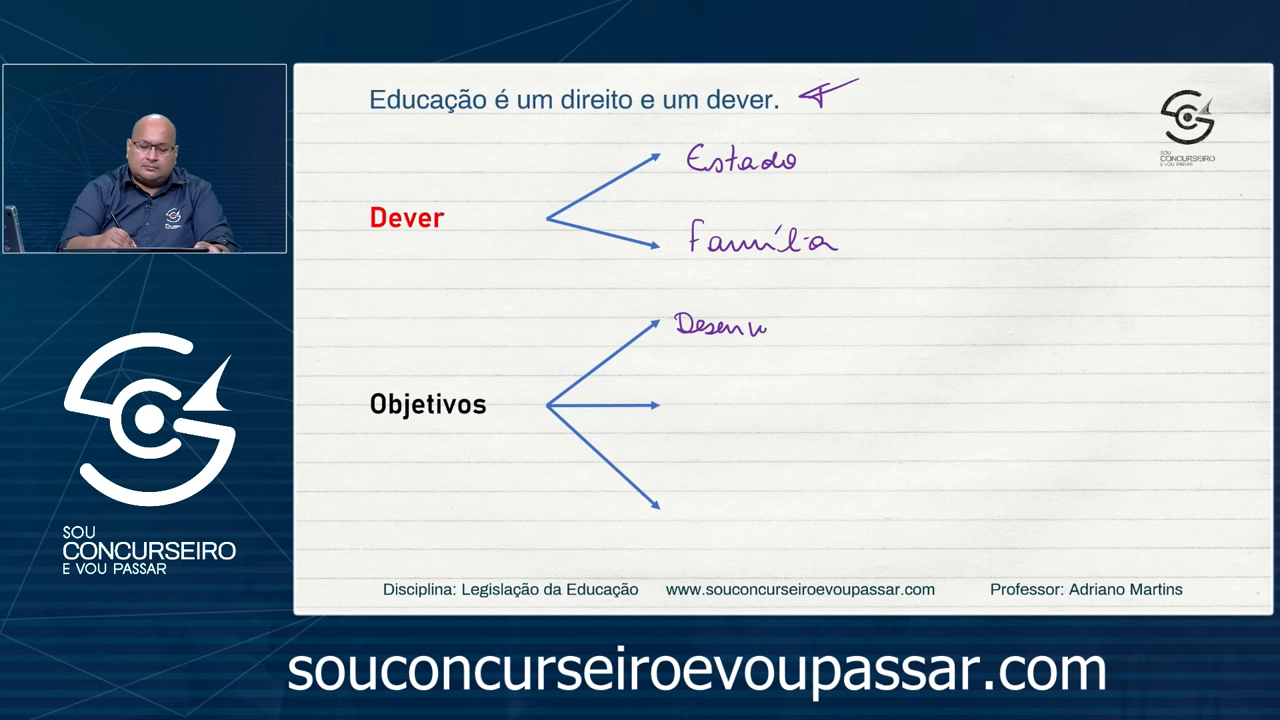 Educação é um direito e um dever.
Estado
Dever
Família
Desenv
Objetivos
SOU
CONCURSEIRO
E VOU PASSAR
SOU
CONCURSEIRO
E VOU PASSAR
Disciplina: Legislação da Educação www.souconcurseiroevoupassar.com Professor: Adriano Martins
souconcurseiroevoupassar.com